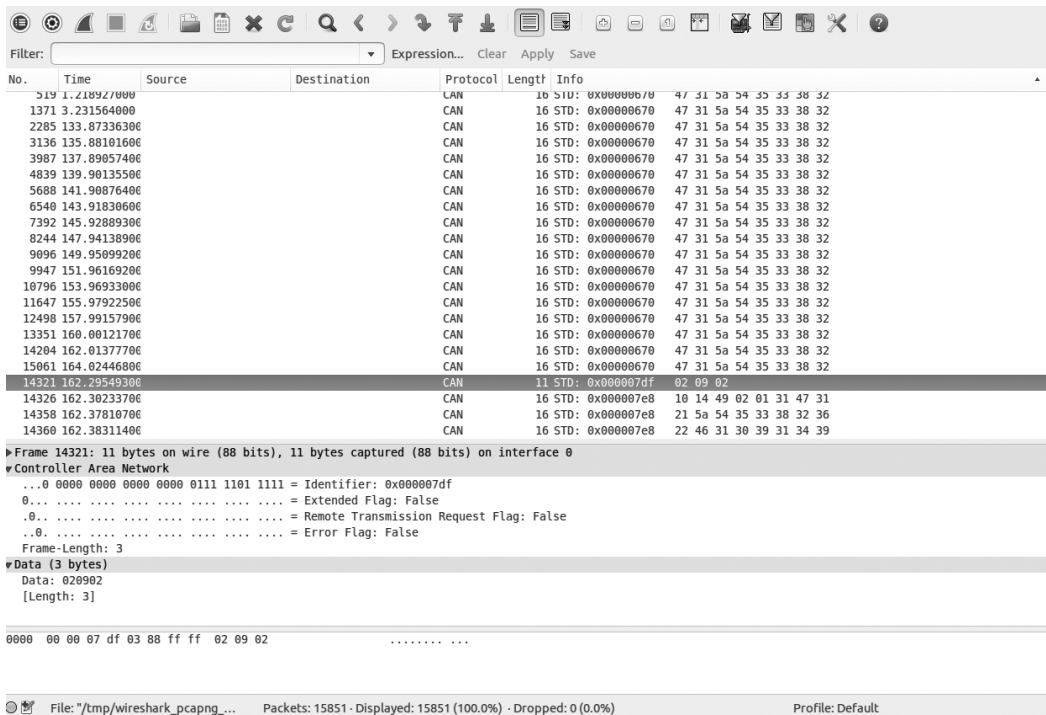 Filter: Expression... Clear Apply Save
No. Time Source Destination Protocol Length Info
519 1.218927000 CAN 16 STD: 0x00000670 47 31 5a 54 35 33 38 32
1371 3.231564000 CAN 16 STD: 0x00000670 47 31 5a 54 35 33 38 32
2285 133.87336300 CAN 16 STD: 0x00000670 47 31 5a 54 35 33 38 32
3136 135.88101600 CAN 16 STD: 0x00000670 47 31 5a 54 35 33 38 32
3987 137.89057400 CAN 16 STD: 0x00000670 47 31 5a 54 35 33 38 32
4839 139.90135500 CAN 16 STD: 0x00000670 47 31 5a 54 35 33 38 32
5688 141.90876400 CAN 16 STD: 0x00000670 47 31 5a 54 35 33 38 32
6540 143.91830600 CAN 16 STD: 0x00000670 47 31 5a 54 35 33 38 32
7392 145.92889300 CAN 16 STD: 0x00000670 47 31 5a 54 35 33 38 32
8244 147.94138900 CAN 16 STD: 0x00000670 47 31 5a 54 35 33 38 32
9096 149.95099200 CAN 16 STD: 0x00000670 47 31 5a 54 35 33 38 32
9947 151.96169200 CAN 16 STD: 0x00000670 47 31 5a 54 35 33 38 32
10796 153.96933000 CAN 16 STD: 0x00000670 47 31 5a 54 35 33 38 32
11647 155.97922500 CAN 16 STD: 0x00000670 47 31 5a 54 35 33 38 32
12498 157.99157900 CAN 16 STD: 0x00000670 47 31 5a 54 35 33 38 32
13351 160.00121700 CAN 16 STD: 0x00000670 47 31 5a 54 35 33 38 32
14204 162.01377700 CAN 16 STD: 0x00000670 47 31 5a 54 35 33 38 32
15061 164.02446800 CAN 16 STD: 0x00000670 47 31 5a 54 35 33 38 32
14321 162.29549300 CAN 11 STD: 0x000007df 02 09 02
14326 162.30233700 CAN 16 STD: 0x000007e8 10 14 49 02 01 31 47 31
14358 162.37810700 CAN 16 STD: 0x000007e8 21 5a 54 35 33 38 32 36
14360 162.38311400 CAN 16 STD: 0x000007e8 22 46 31 30 39 31 34 39
Frame 14321: 11 bytes on wire (88 bits), 11 bytes captured (88 bits) on interface 0
Controller Area Network
...0 0000 0000 0000 0000 0111 1101 1111 = Identifier: 0x000007df
0... .... .... .... .... .... .... .... = Extended Flag: False
.0.. .... .... .... .... .... .... .... = Remote Transmission Request Flag: False
..0. .... .... .... .... .... .... .... = Error Flag: False
Frame-Length: 3
Data (3 bytes)
Data: 020902
[Length: 3]
0000 00 00 07 df 03 88 ff ff 02 09 02 ........ ...
File: "/tmp/wireshark_pcapng_... Packets: 15851 · Displayed: 15851 (100.0%) · Dropped: 0 (0.0%) Profile: Default